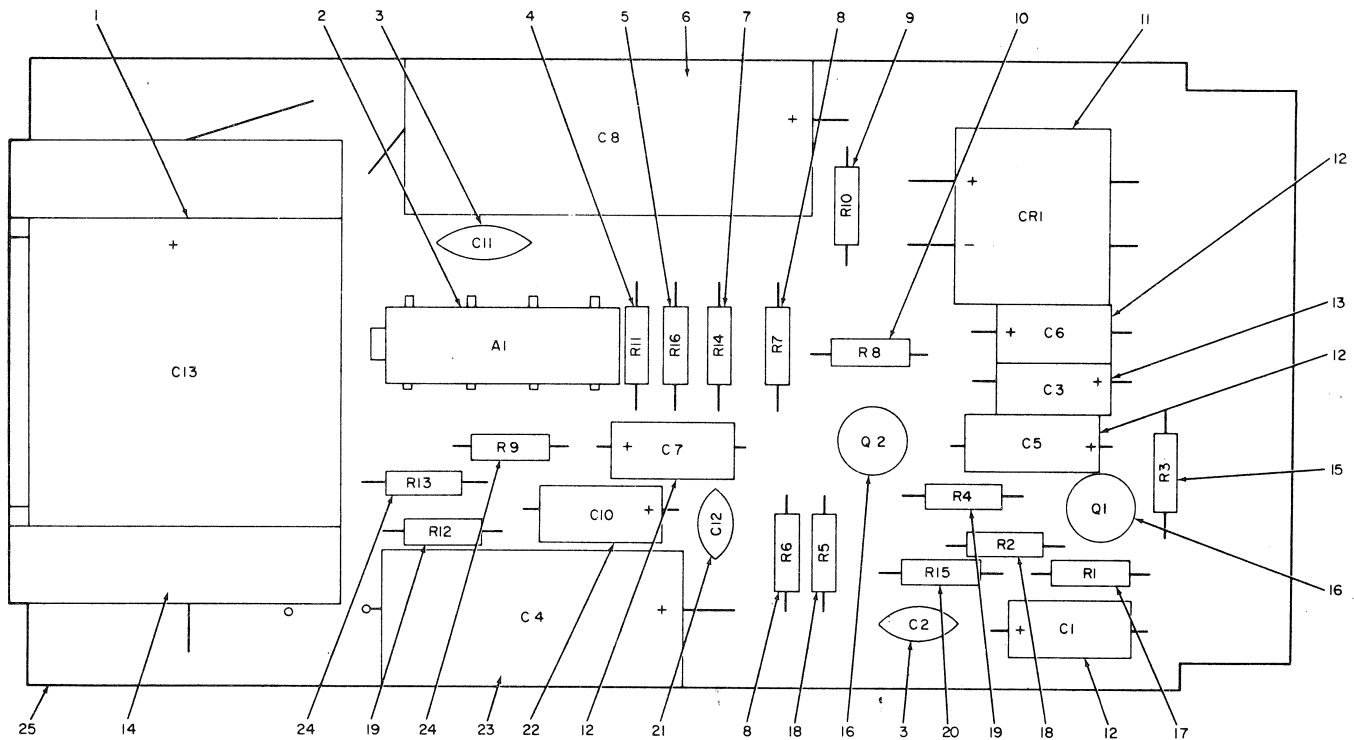 1 2 3 4 5 6 7 8 9 10 11
C8 +
R10
12
+ CR1
-
C11
+
C13
A1
R11 R16 R14 R7
R8
+ C6
13
C3 +
12
R9
+ C7
Q2
C5 +
R3
15
R13
C10 +
C12
R4
Q1
R12
R6 R5
R2
R15
R1
16
C4 +
C2
+ C1
25 14 24 19 24 23 22 12 21 8 18 16 3 20 19 18 12 17